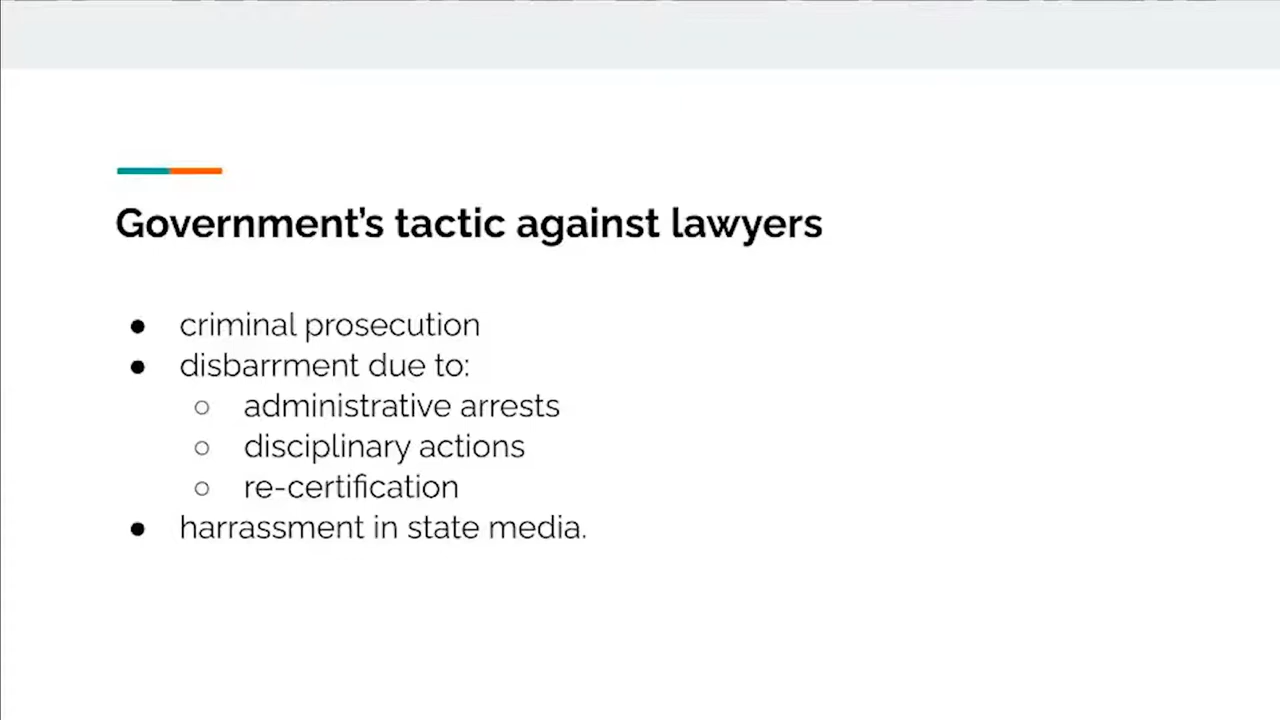 Government’s tactic against lawyers
● criminal prosecution
● disbarrment due to:
○ administrative arrests
○ disciplinary actions
○ re-certification
● harrassment in state media.